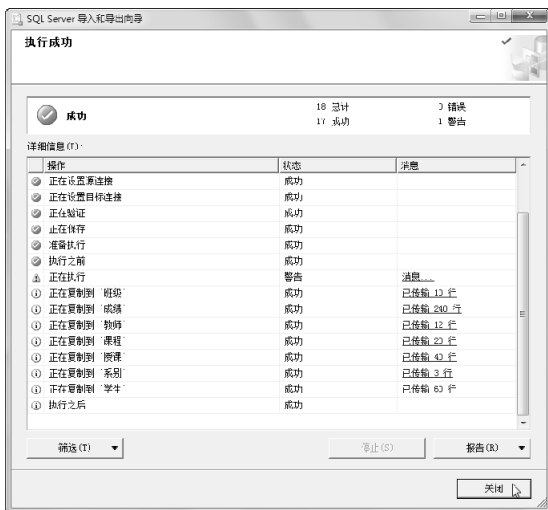 SQL Server 导入和导出向导
执行成功
成功
18 总计
0 错误
17 成功
1 警告
详细信息(T):
操作 状态 消息
正在设置源连接 成功
正在设置目标连接 成功
正在验证 成功
正在保存 成功
准备执行 成功
执行之前 成功
正在执行 警告 消息...
正在复制到 `班级` 成功 已传输 10 行
正在复制到 `成绩` 成功 已传输 240 行
正在复制到 `教师` 成功 已传输 12 行
正在复制到 `课程` 成功 已传输 20 行
正在复制到 `授课` 成功 已传输 40 行
正在复制到 `系别` 成功 已传输 3 行
正在复制到 `学生` 成功 已传输 60 行
执行之后 成功
筛选(T)
停止(S)
报告(R)
关闭